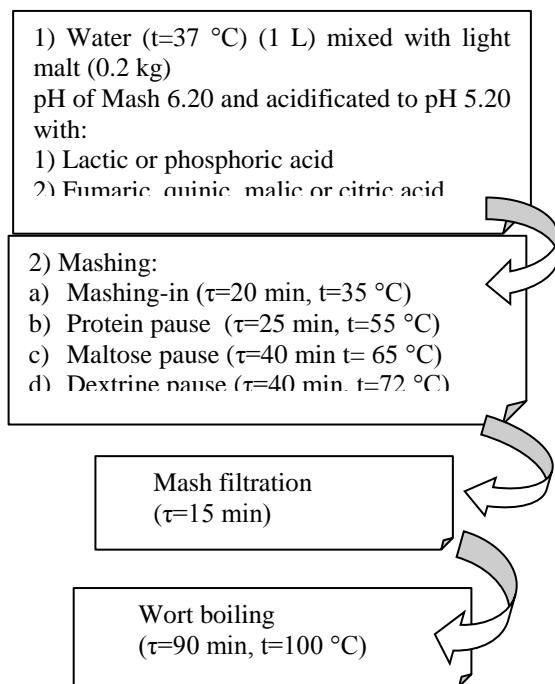 1) Water (t=37 °C) (1 L) mixed with light
malt (0.2 kg)
pH of Mash 6.20 and acidificated to pH 5.20
with:
1) Lactic or phosphoric acid
2) Fumaric, quinic, malic or citric acid
2) Mashing:
a) Mashing-in (τ=20 min, t=35 °C)
b) Protein pause (τ=25 min, t=55 °C)
c) Maltose pause (τ=40 min t= 65 °C)
d) Dextrine pause (τ=40 min, t=72 °C)
Mash filtration
(τ=15 min)
Wort boiling
(τ=90 min, t=100 °C)